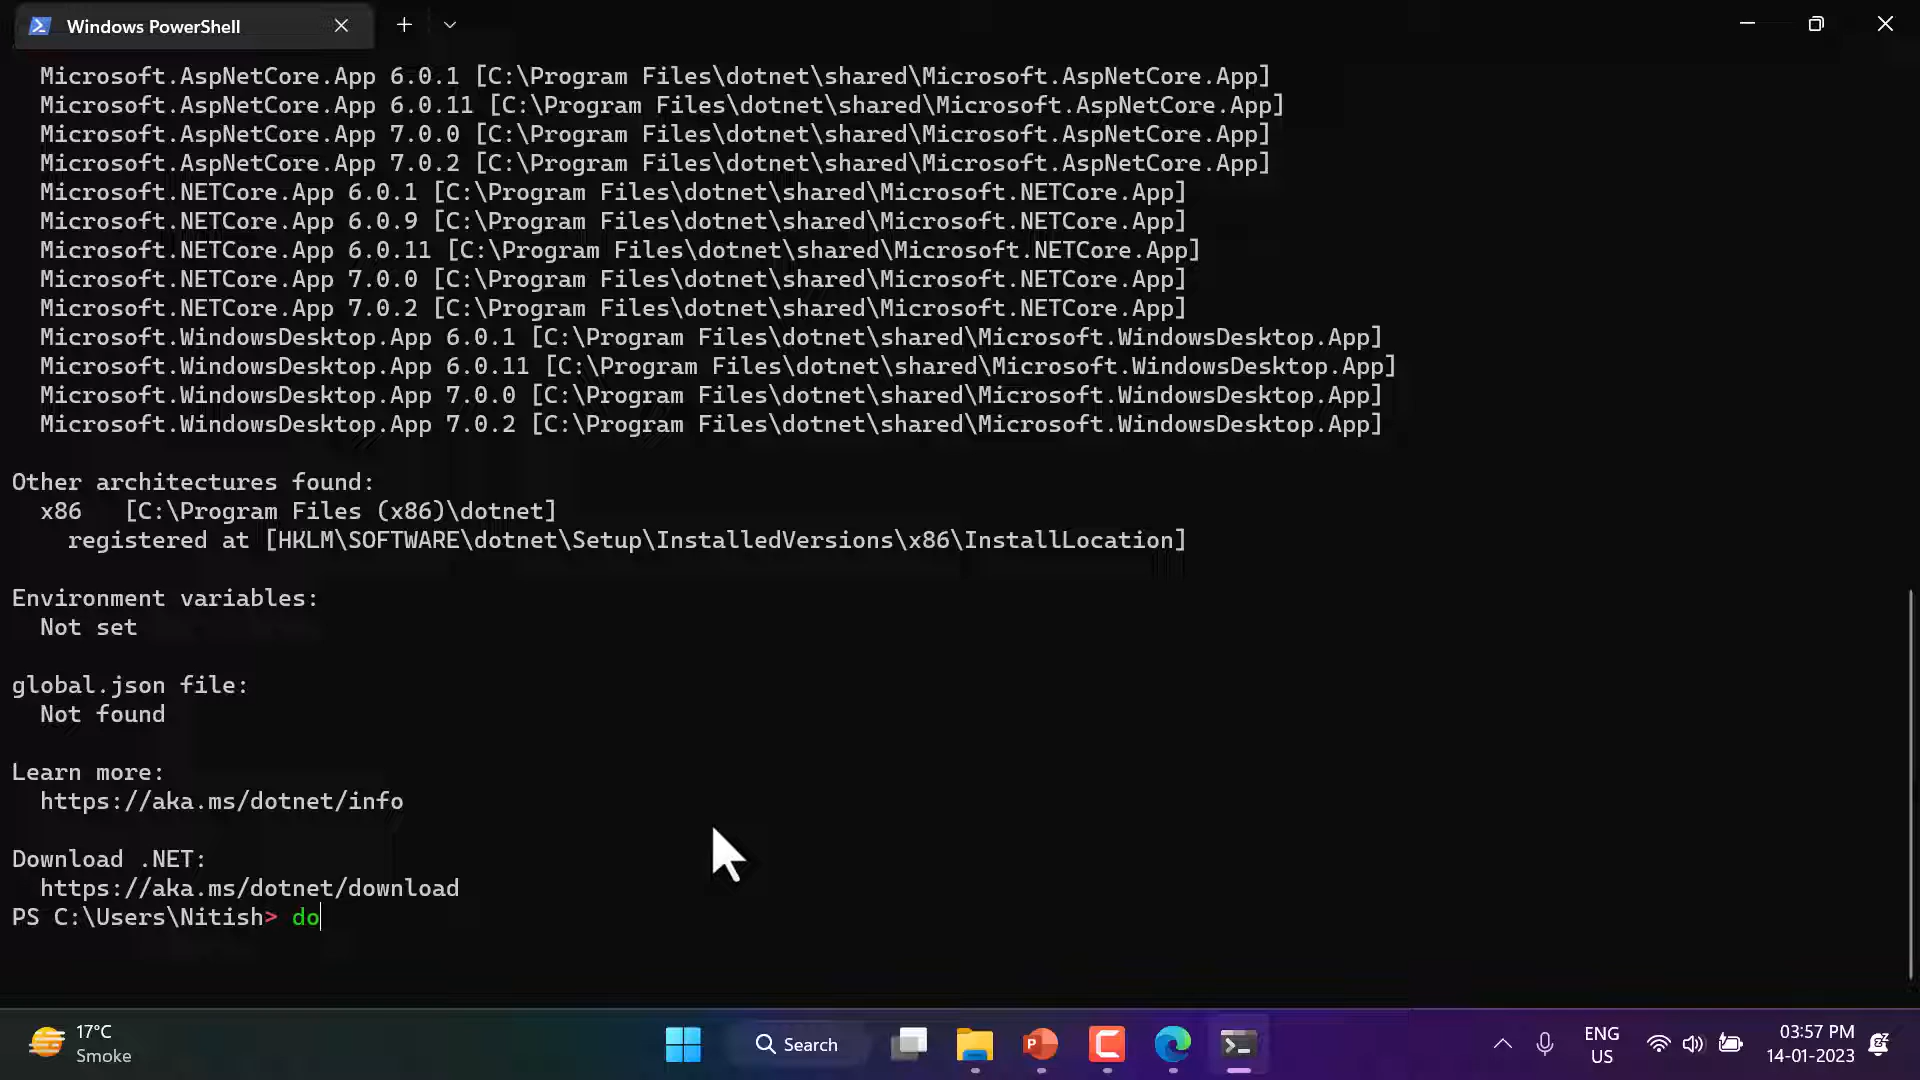 Windows PowerShell
Microsoft.AspNetCore.App 6.0.1 [C:\Program Files\dotnet\shared\Microsoft.AspNetCore.App]
Microsoft.AspNetCore.App 6.0.11 [C:\Program Files\dotnet\shared\Microsoft.AspNetCore.App]
Microsoft.AspNetCore.App 7.0.0 [C:\Program Files\dotnet\shared\Microsoft.AspNetCore.App]
Microsoft.AspNetCore.App 7.0.2 [C:\Program Files\dotnet\shared\Microsoft.AspNetCore.App]
Microsoft.NETCore.App 6.0.1 [C:\Program Files\dotnet\shared\Microsoft.NETCore.App]
Microsoft.NETCore.App 6.0.9 [C:\Program Files\dotnet\shared\Microsoft.NETCore.App]
Microsoft.NETCore.App 6.0.11 [C:\Program Files\dotnet\shared\Microsoft.NETCore.App]
Microsoft.NETCore.App 7.0.0 [C:\Program Files\dotnet\shared\Microsoft.NETCore.App]
Microsoft.NETCore.App 7.0.2 [C:\Program Files\dotnet\shared\Microsoft.NETCore.App]
Microsoft.WindowsDesktop.App 6.0.1 [C:\Program Files\dotnet\shared\Microsoft.WindowsDesktop.App]
Microsoft.WindowsDesktop.App 6.0.11 [C:\Program Files\dotnet\shared\Microsoft.WindowsDesktop.App]
Microsoft.WindowsDesktop.App 7.0.0 [C:\Program Files\dotnet\shared\Microsoft.WindowsDesktop.App]
Microsoft.WindowsDesktop.App 7.0.2 [C:\Program Files\dotnet\shared\Microsoft.WindowsDesktop.App]
Other architectures found:
x86 [C:\Program Files (x86)\dotnet]
registered at [HKLM\SOFTWARE\dotnet\Setup\InstalledVersions\x86\InstallLocation]
Environment variables:
Not set
global.json file:
Not found
Learn more:
https://aka.ms/dotnet/info
Download .NET:
https://aka.ms/dotnet/download
PS C:\Users\Nitish> do
17°C
Smoke
Search
ENG
US
03:57 PM
14-01-2023